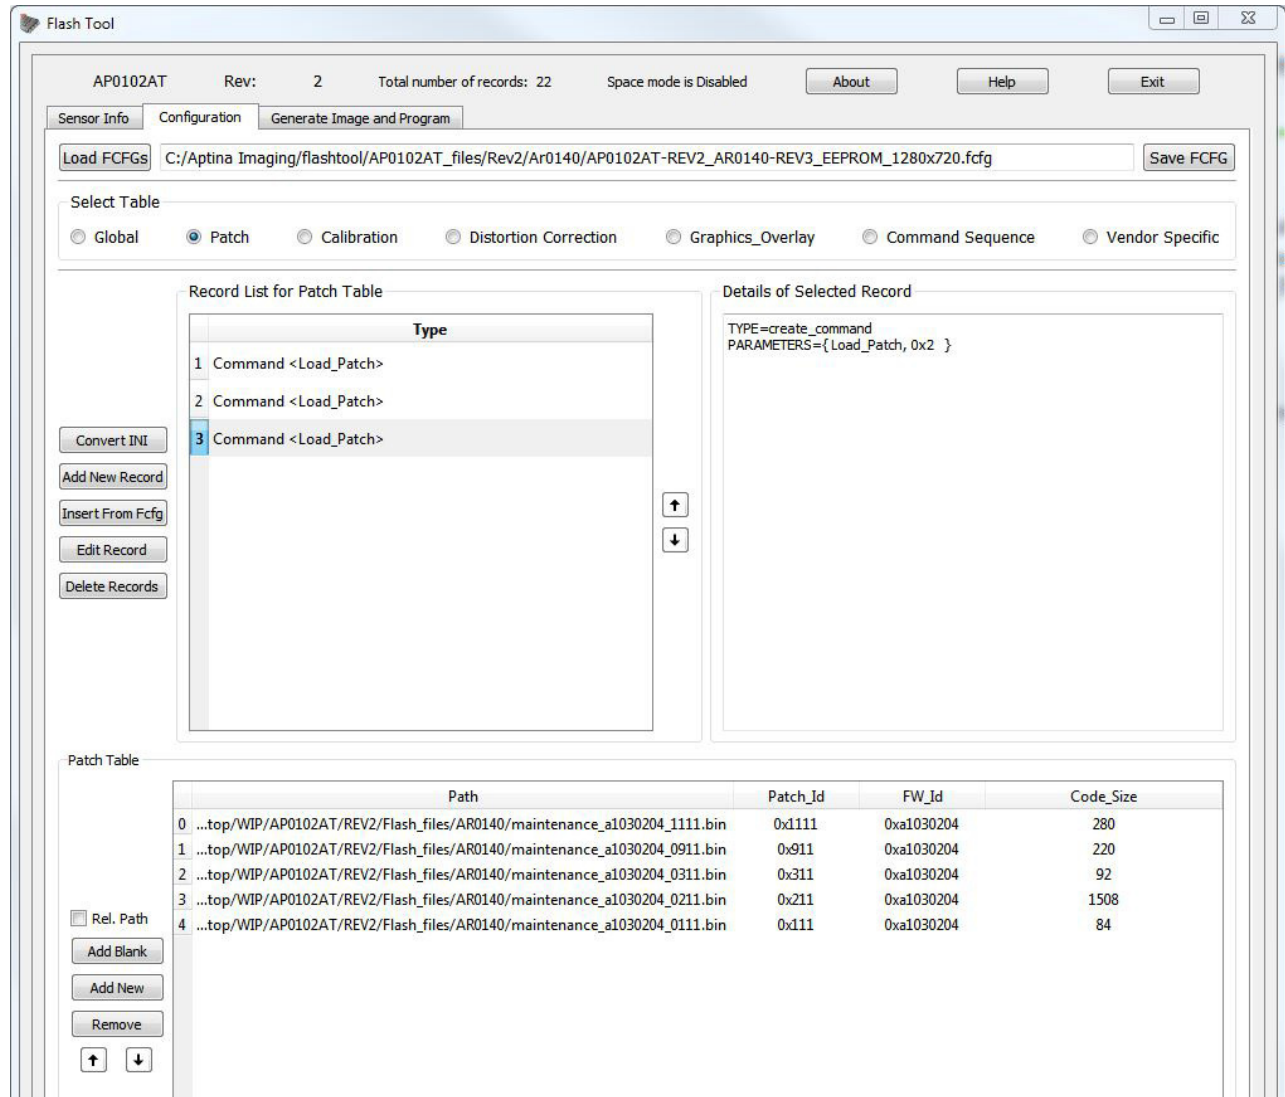 Flash Tool
AP0102AT Rev: 2 Total number of records: 22 Space mode is Disabled About Help Exit
Sensor Info Configuration Generate Image and Program
Load FCFGs C:/Aptina Imaging/flashtool/AP0102AT_files/Rev2/Ar0140/AP0102AT-REV2_AR0140-REV3_EEPROM_1280x720.fcfg Save FCFG
Select Table
Global Patch Calibration Distortion Correction Graphics_Overlay Command Sequence Vendor Specific
Record List for Patch Table
Type
1 Command <Load_Patch>
2 Command <Load_Patch>
3 Command <Load_Patch>
Details of Selected Record
TYPE=create_command
PARAMETERS={Load_Patch, 0x2 }
Convert INI
Add New Record
Insert From Fcfg
Edit Record
Delete Records
Patch Table
Path Patch_Id FW_Id Code_Size
0 ...top/WIP/AP0102AT/REV2/Flash_files/AR0140/maintenance_a1030204_1111.bin 0x1111 0xa1030204 280
1 ...top/WIP/AP0102AT/REV2/Flash_files/AR0140/maintenance_a1030204_0911.bin 0x911 0xa1030204 220
2 ...top/WIP/AP0102AT/REV2/Flash_files/AR0140/maintenance_a1030204_0311.bin 0x311 0xa1030204 92
3 ...top/WIP/AP0102AT/REV2/Flash_files/AR0140/maintenance_a1030204_0211.bin 0x211 0xa1030204 1508
4 ...top/WIP/AP0102AT/REV2/Flash_files/AR0140/maintenance_a1030204_0111.bin 0x111 0xa1030204 84
Rel. Path
Add Blank
Add New
Remove